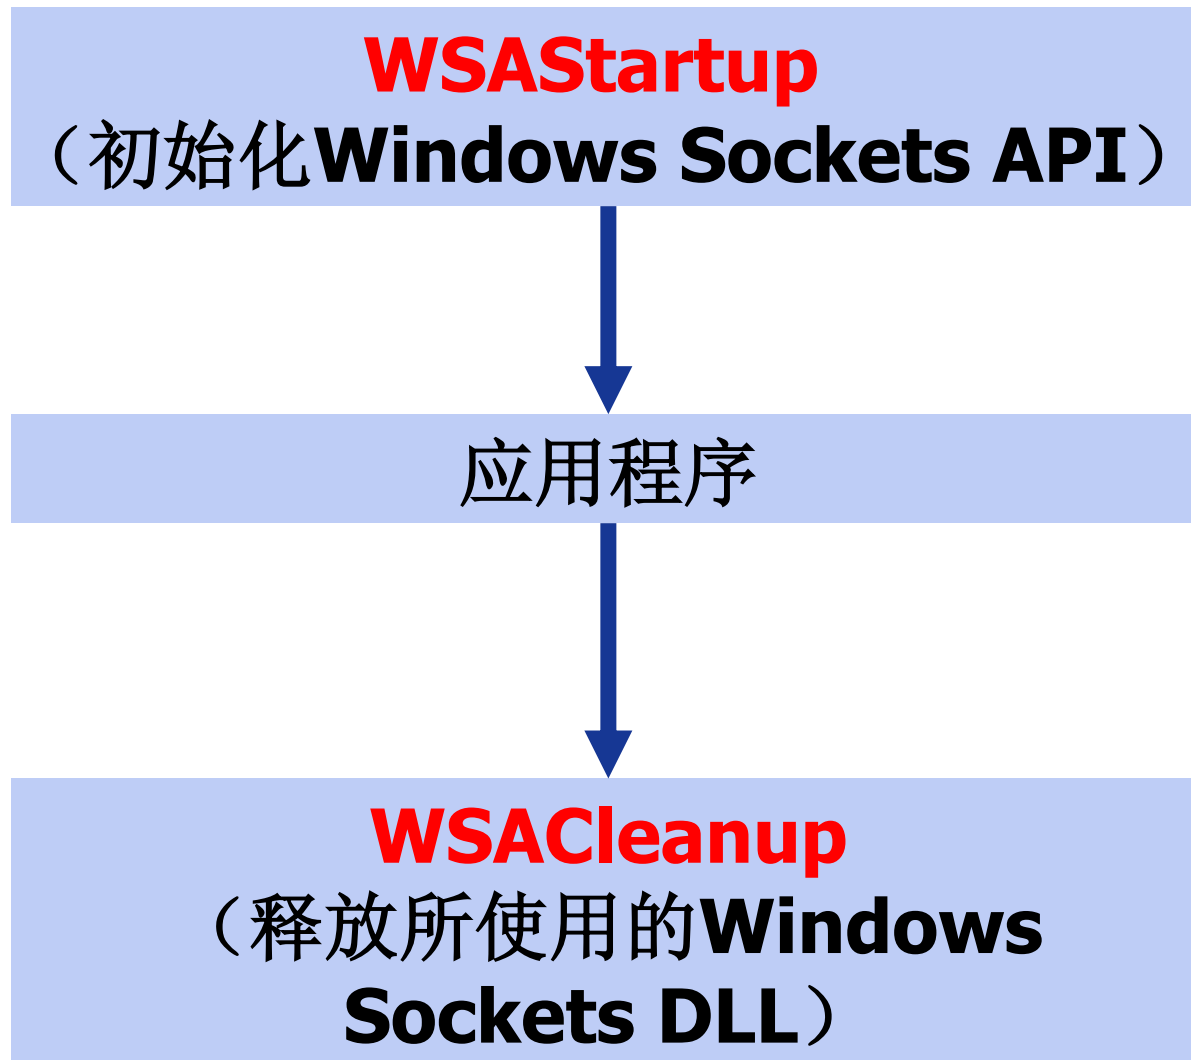 WSAStartup
（初始化Windows Sockets API）
应用程序
WSACleanup
（释放所使用的Windows
Sockets DLL）